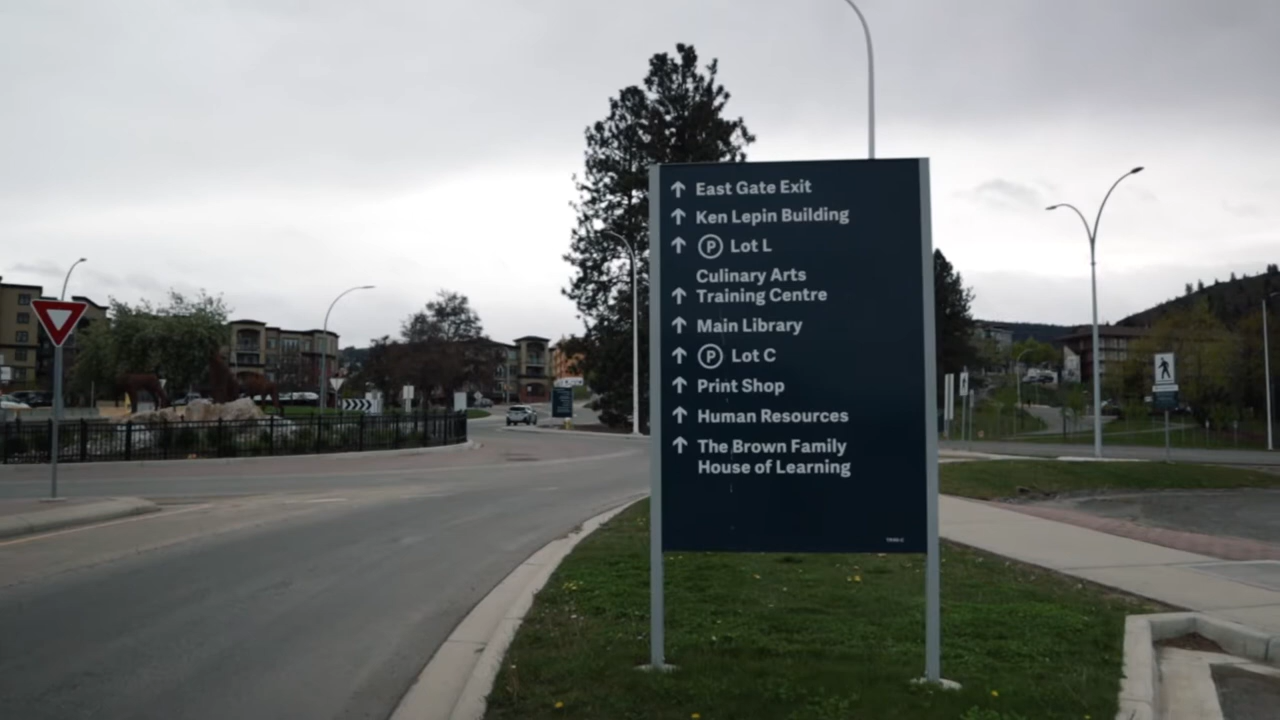 ↑ East Gate Exit
↑ Ken Lepin Building
↑ P Lot L
Culinary Arts
↑ Training Centre
↑ Main Library
↑ P Lot C
↑ Print Shop
↑ Human Resources
↑ The Brown Family
House of Learning